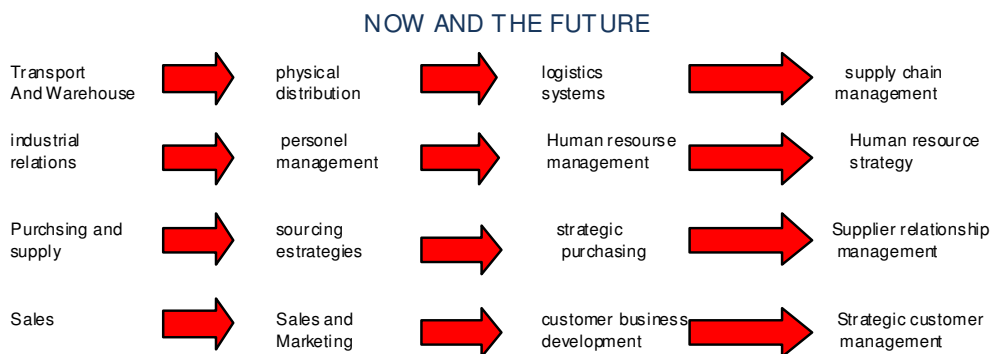 NOW AND THE FUTURE
Transport
And Warehouse
physical
distribution
logistics
systems
supply chain
management
industrial
relations
personel
management
Human resourse
management
Human resource
strategy
Purchsing and
supply
sourcing
estrategies
strategic
purchasing
Supplier relationship
management
Sales
Sales and
Marketing
customer business
development
Strategic customer
management